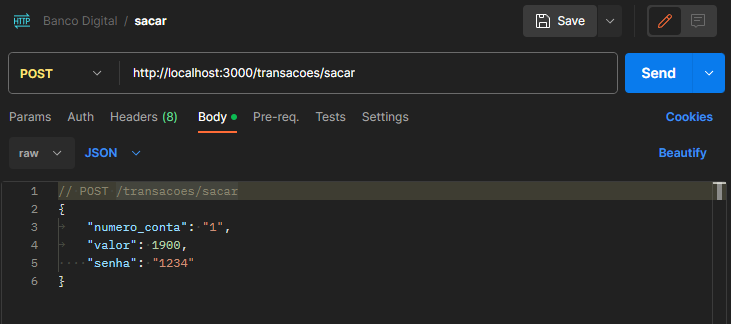 HTTP Banco Digital / sacar Save
POST http://localhost:3000/transacoes/sacar Send
Params Auth Headers (8) Body Pre-req. Tests Settings Cookies
raw JSON Beautify
1 // POST /transacoes/sacar
2 {
3 "numero_conta": "1",
4 "valor": 1900,
5 "senha": "1234"
6 }